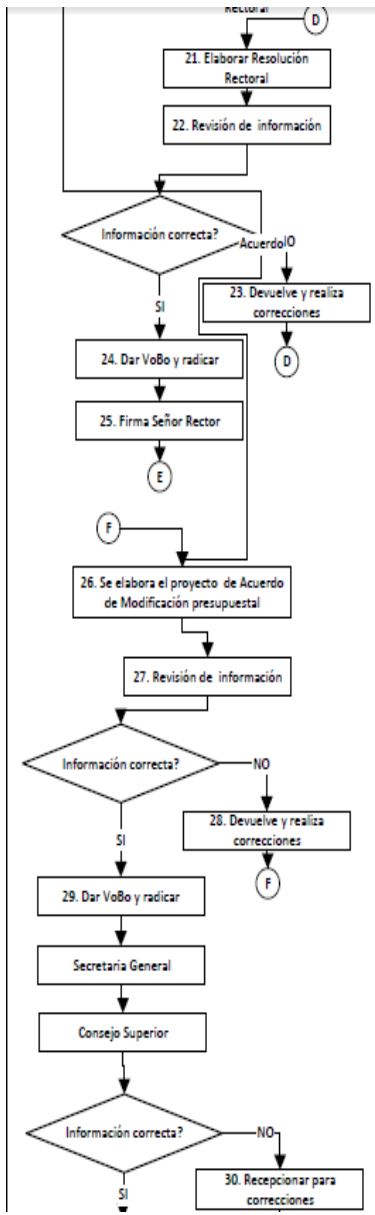 Rectoral
D
21. Elaborar Resolución
Rectoral
22. Revisión de información
Información correcta?
Acuerdo
IO
23. Devuelve y realiza
correcciones
SI
D
24. Dar VoBo y radicar
25. Firma Señor Rector
E
F
26. Se elabora el proyecto de Acuerdo
de Modificación presupuestal
27. Revisión de información
Información correcta?
NO
28. Devuelve y realiza
correcciones
SI
F
29. Dar VoBo y radicar
Secretaria General
Consejo Superior
Información correcta?
NO
30. Recepcionar para
correcciones
SI